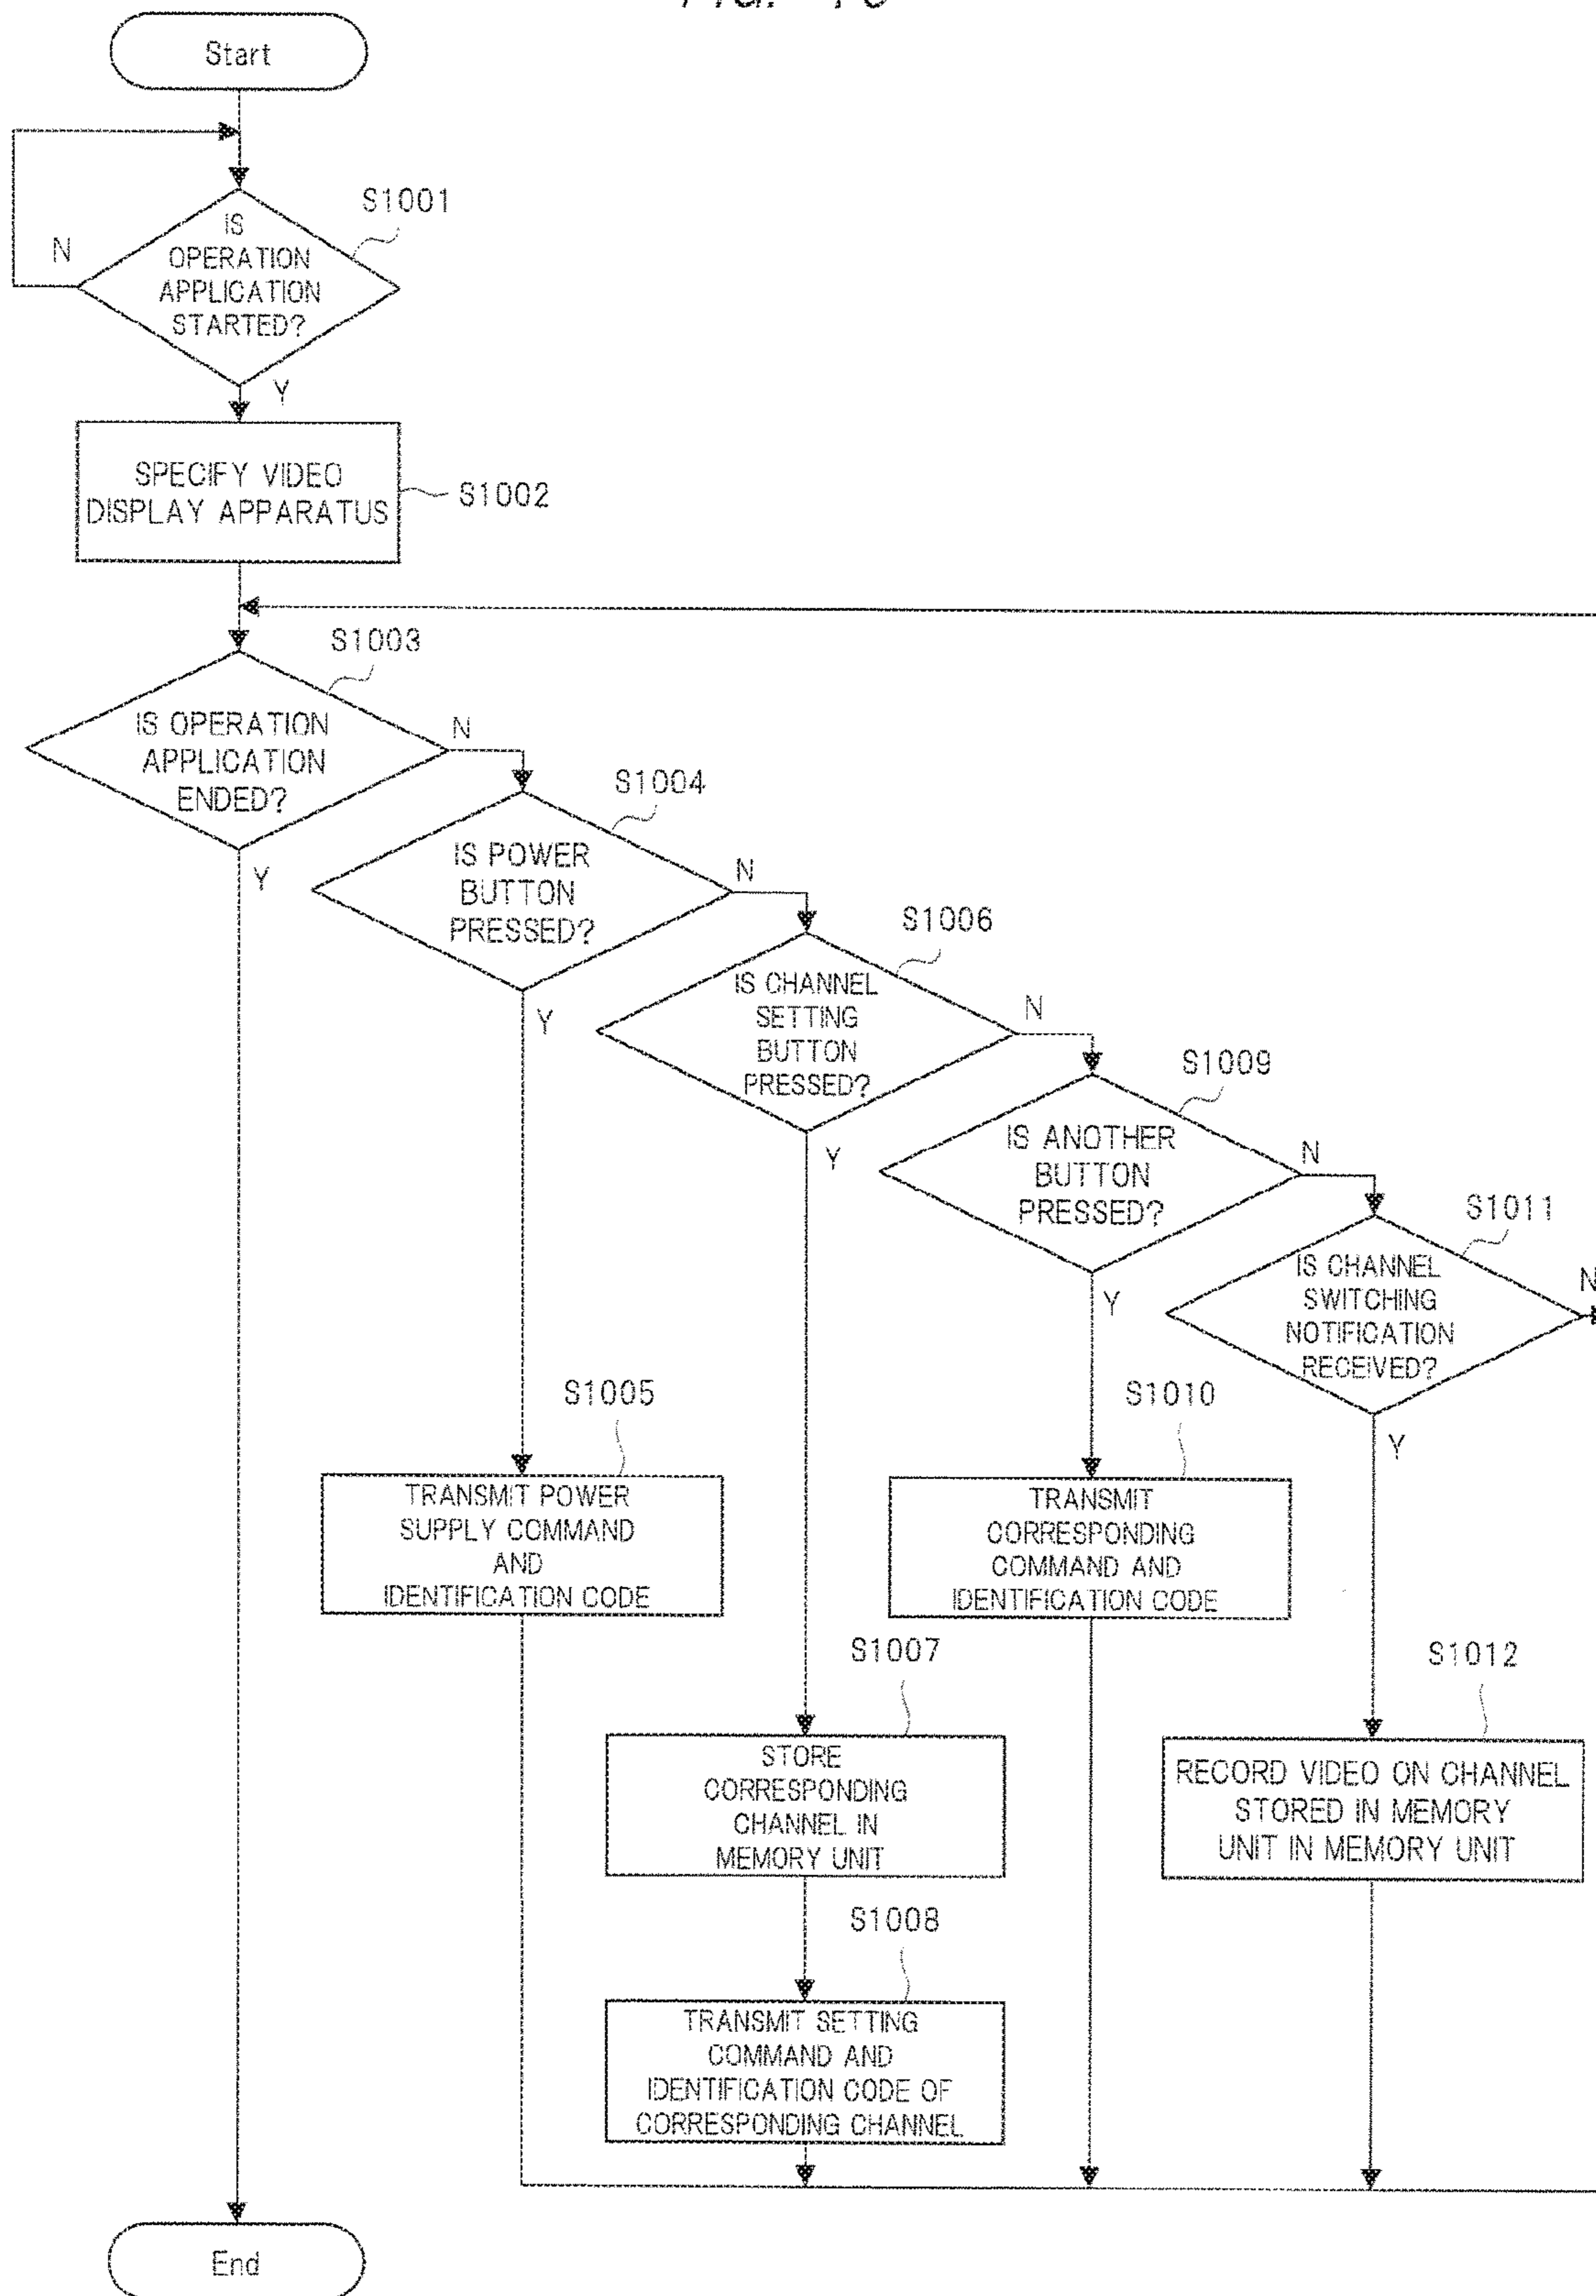 Start
S1001
N
IS
OPERATION
APPLICATION
STARTED?
Y
SPECIFY VIDEO
DISPLAY APPARATUS
S1002
S1003
IS OPERATION
APPLICATION
ENDED?
N
Y
S1004
IS POWER
BUTTON
PRESSED?
N
Y
S1006
IS CHANNEL
SETTING
BUTTON
PRESSED?
N
Y
S1009
IS ANOTHER
BUTTON
PRESSED?
N
Y
S1011
IS CHANNEL
SWITCHING
NOTIFICATION
RECEIVED?
N
Y
S1005
TRANSMIT POWER
SUPPLY COMMAND
AND
IDENTIFICATION CODE
S1010
TRANSMIT
CORRESPONDING
COMMAND AND
IDENTIFICATION CODE
S1007
STORE
CORRESPONDING
CHANNEL IN
MEMORY UNIT
S1012
RECORD VIDEO ON CHANNEL
STORED IN MEMORY
UNIT IN MEMORY UNIT
S1008
TRANSMIT SETTING
COMMAND AND
IDENTIFICATION CODE OF
CORRESPONDING CHANNEL
End